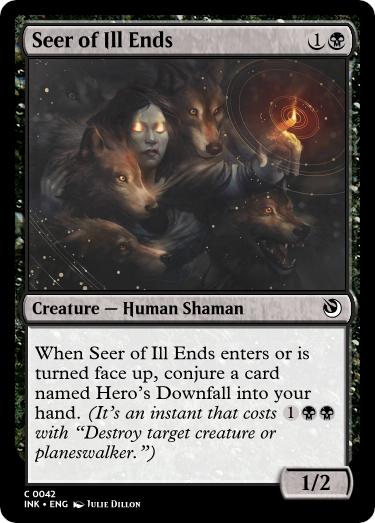 Seer of Ill Ends 1
Creature — Human Shaman
When Seer of Ill Ends enters or is
turned face up, conjure a card
named Hero's Downfall into your
hand. (It's an instant that costs 1
with “Destroy target creature or
planeswalker.”)
1/2
C 0042
INK • ENG JULIE DILLON